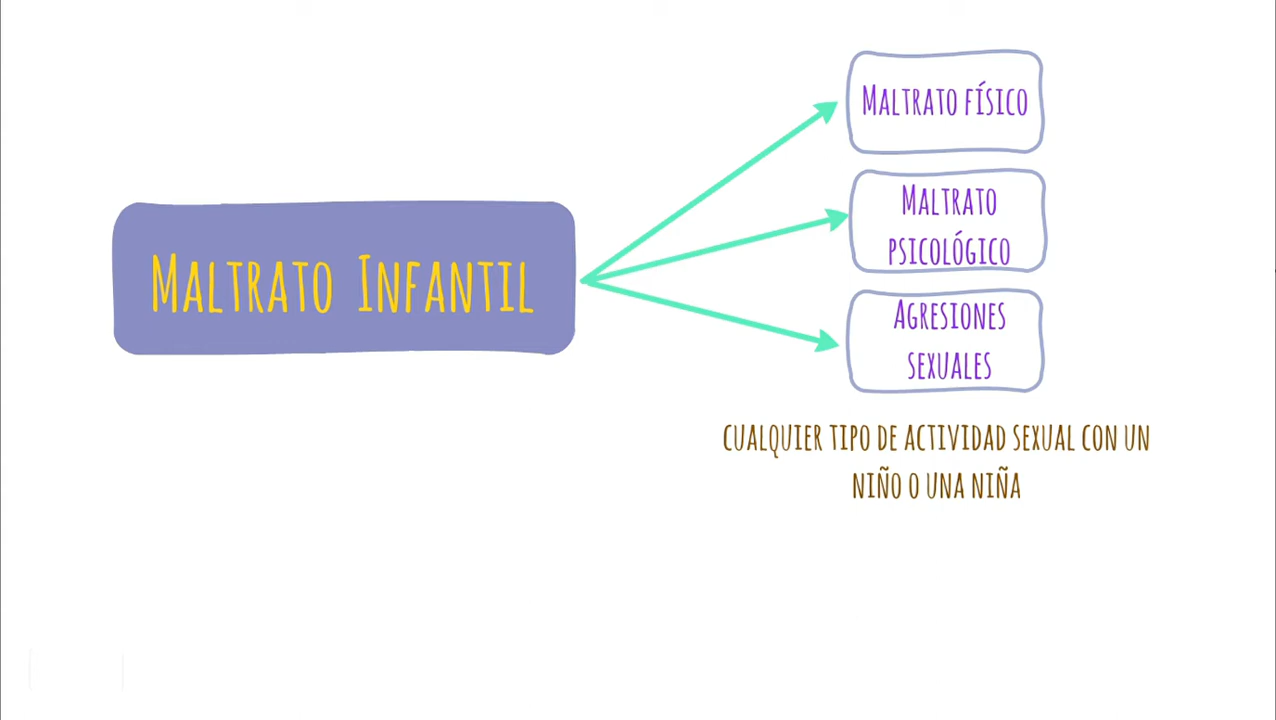 Maltrato físico
Maltrato
psicológico
Maltrato Infantil
Agresiones
sexuales
cualquier tipo de actividad sexual con un
niño o una niña